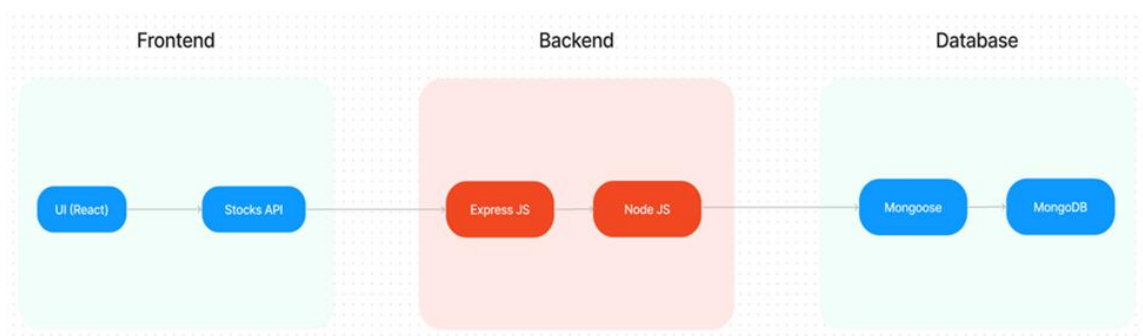 Frontend
Backend
Database
UI (React)
Stocks API
Express JS
Node JS
Mongoose
MongoDB